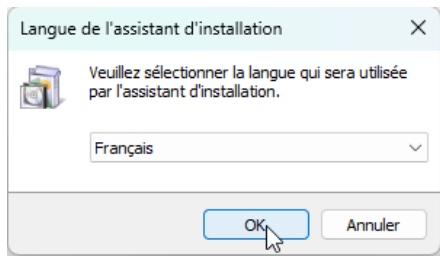 Langue de l'assistant d'installation
Veuillez sélectionner la langue qui sera utilisée
par l'assistant d'installation.
Français
OK
Annuler